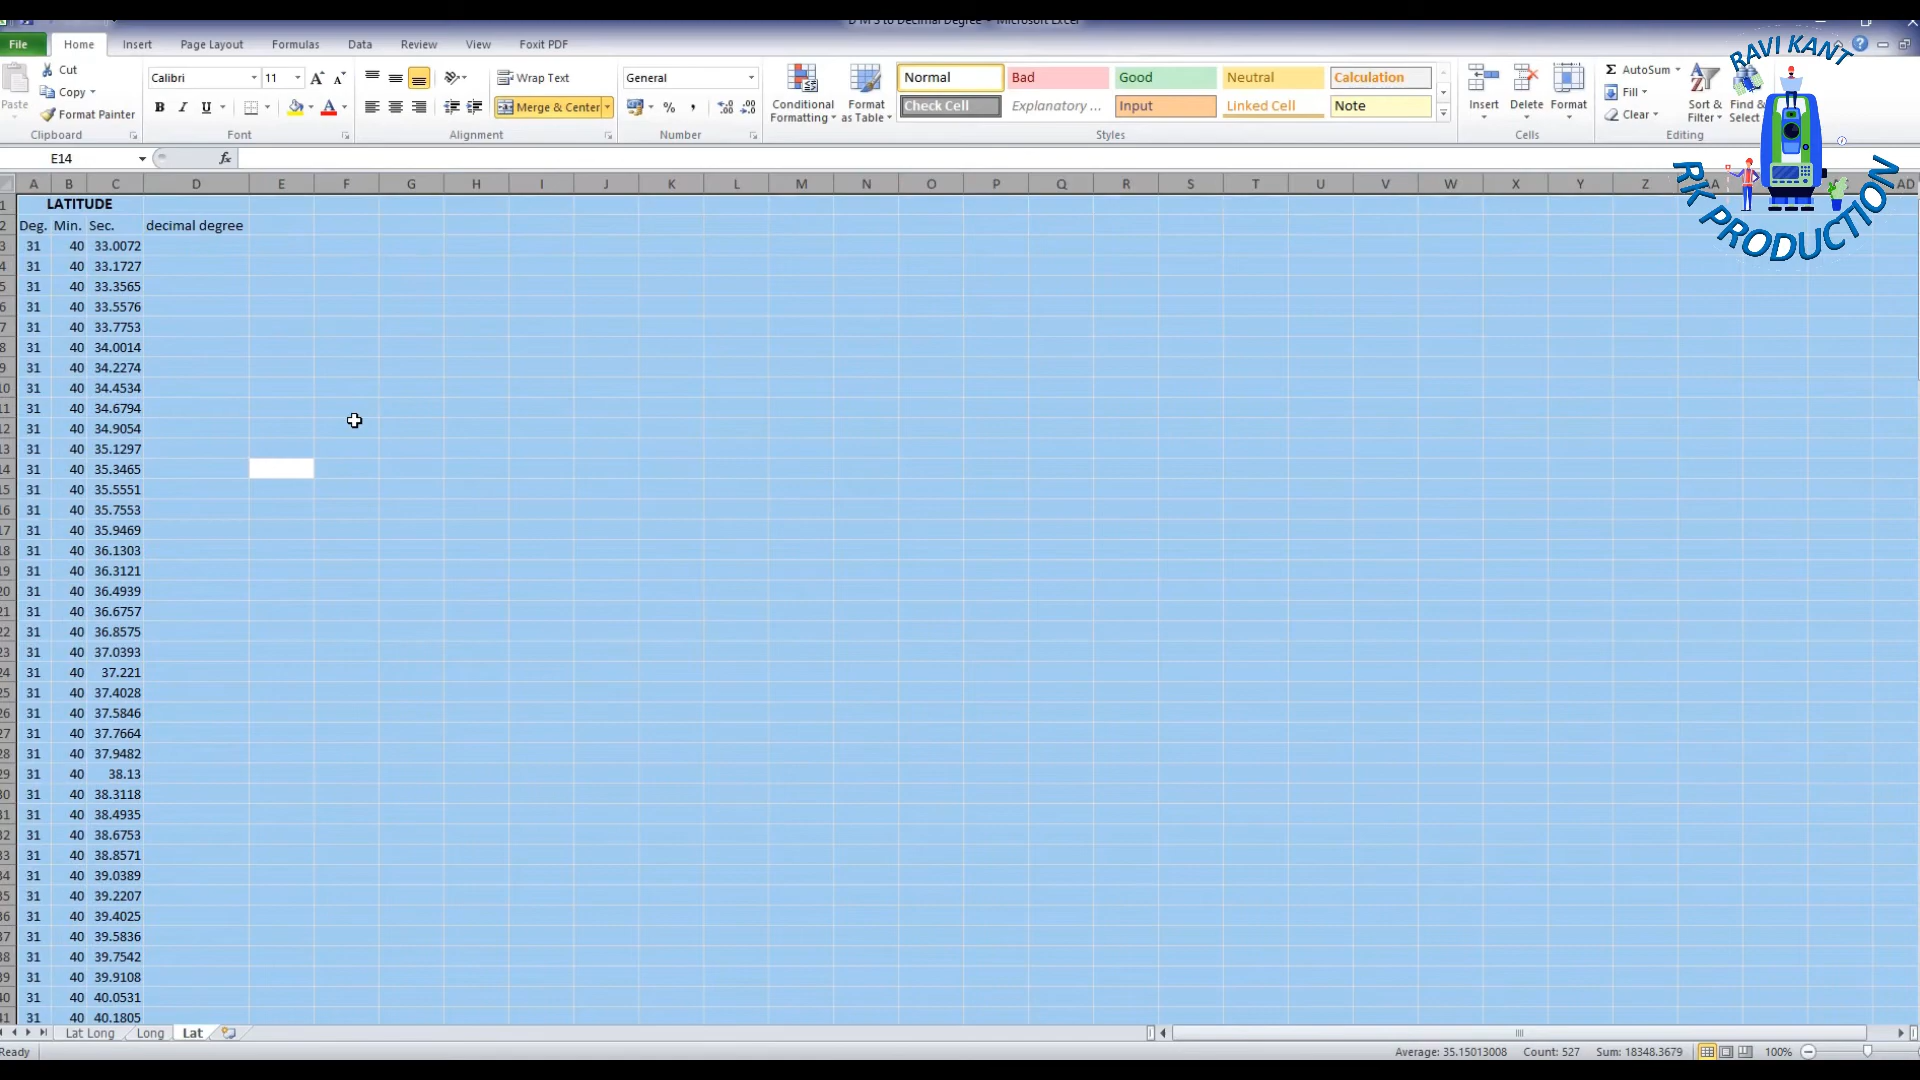 D M S to Decimal Degree - Microsoft Excel
File Home Insert Page Layout Formulas Data Review View Foxit PDF
Paste Cut Copy Format Painter Clipboard
Calibri 11 A A B I U A Font
Wrap Text Merge & Center Alignment
General % , Number
Conditional Formatting Format as Table
Normal Bad Good Neutral Calculation
Check Cell Explanatory ... Input Linked Cell Note
Styles
Insert Delete Format Cells
Σ AutoSum Fill Clear Sort & Filter Find & Select Editing
RAVI KANT
RK PRODUCTION
E14 fx
A B C D E F G H I J K L M N O P Q R S T U V W X Y Z AA AD
1 LATITUDE
2 Deg. Min. Sec. decimal degree
3 31 40 33.0072
4 31 40 33.1727
5 31 40 33.3565
6 31 40 33.5576
7 31 40 33.7753
8 31 40 34.0014
9 31 40 34.2274
10 31 40 34.4534
11 31 40 34.6794
12 31 40 34.9054
13 31 40 35.1297
14 31 40 35.3465
15 31 40 35.5551
16 31 40 35.7553
17 31 40 35.9469
18 31 40 36.1303
19 31 40 36.3121
20 31 40 36.4939
21 31 40 36.6757
22 31 40 36.8575
23 31 40 37.0393
24 31 40 37.221
25 31 40 37.4028
26 31 40 37.5846
27 31 40 37.7664
28 31 40 37.9482
29 31 40 38.13
30 31 40 38.3118
31 31 40 38.4935
32 31 40 38.6753
33 31 40 38.8571
34 31 40 39.0389
35 31 40 39.2207
36 31 40 39.4025
37 31 40 39.5836
38 31 40 39.7542
39 31 40 39.9108
40 31 40 40.0531
41 31 40 40.1805
Lat Long Long Lat
Ready Average: 35.15013008 Count: 527 Sum: 18348.3679 100%